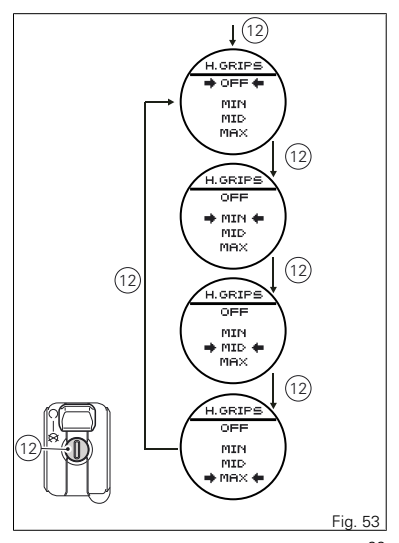 12
H.GRIPS
➡ OFF ⬅
MIN
MID
MAX
12
H.GRIPS
OFF
➡ MIN ⬅
MID
MAX
12
12
H.GRIPS
OFF
MIN
➡ MID ⬅
MAX
12
H.GRIPS
OFF
MIN
MID
➡ MAX ⬅
12
Fig. 53